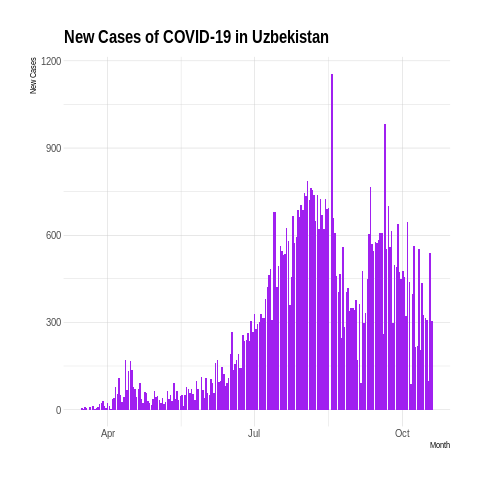 New Cases of COVID-19 in Uzbekistan
New Cases
1200
900
600
300
0
Apr
Jul
Oct
Month